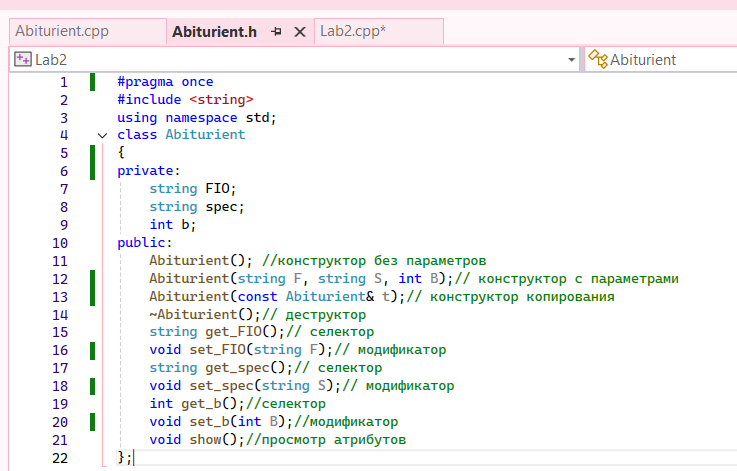 Abiturient.cpp Abiturient.h Lab2.cpp*
Lab2 Abiturient
1 #pragma once
2 #include <string>
3 using namespace std;
4 class Abiturient
5 {
6 private:
7 string FIO;
8 string spec;
9 int b;
10 public:
11 Abiturient(); //конструктор без параметров
12 Abiturient(string F, string S, int B);// конструктор с параметрами
13 Abiturient(const Abiturient& t);// конструктор копирования
14 ~Abiturient();// деструктор
15 string get_FIO();// селектор
16 void set_FIO(string F);// модификатор
17 string get_spec();// селектор
18 void set_spec(string S);// модификатор
19 int get_b();//селектор
20 void set_b(int B);//модификатор
21 void show();//просмотр атрибутов
22 };